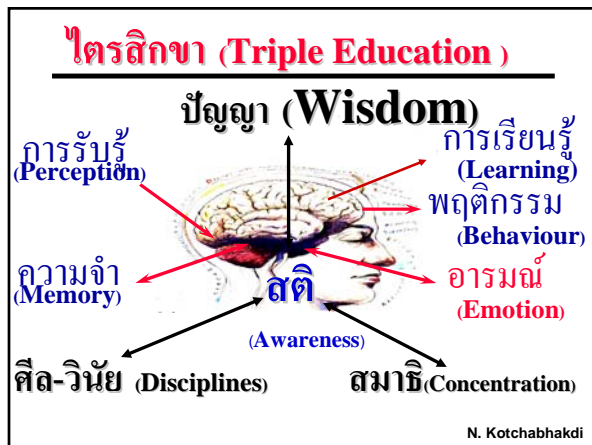 ไตรสิกขา (Triple Education )
ปัญญา (Wisdom)
การรับรู้
(Perception)
การเรียนรู้
(Learning)
พฤติกรรม
(Behaviour)
ความจำ
(Memory)
สติ
(Awareness)
อารมณ์
(Emotion)
ศีล-วินัย (Disciplines)
สมาธิ(Concentration)
N. Kotchabhakdi